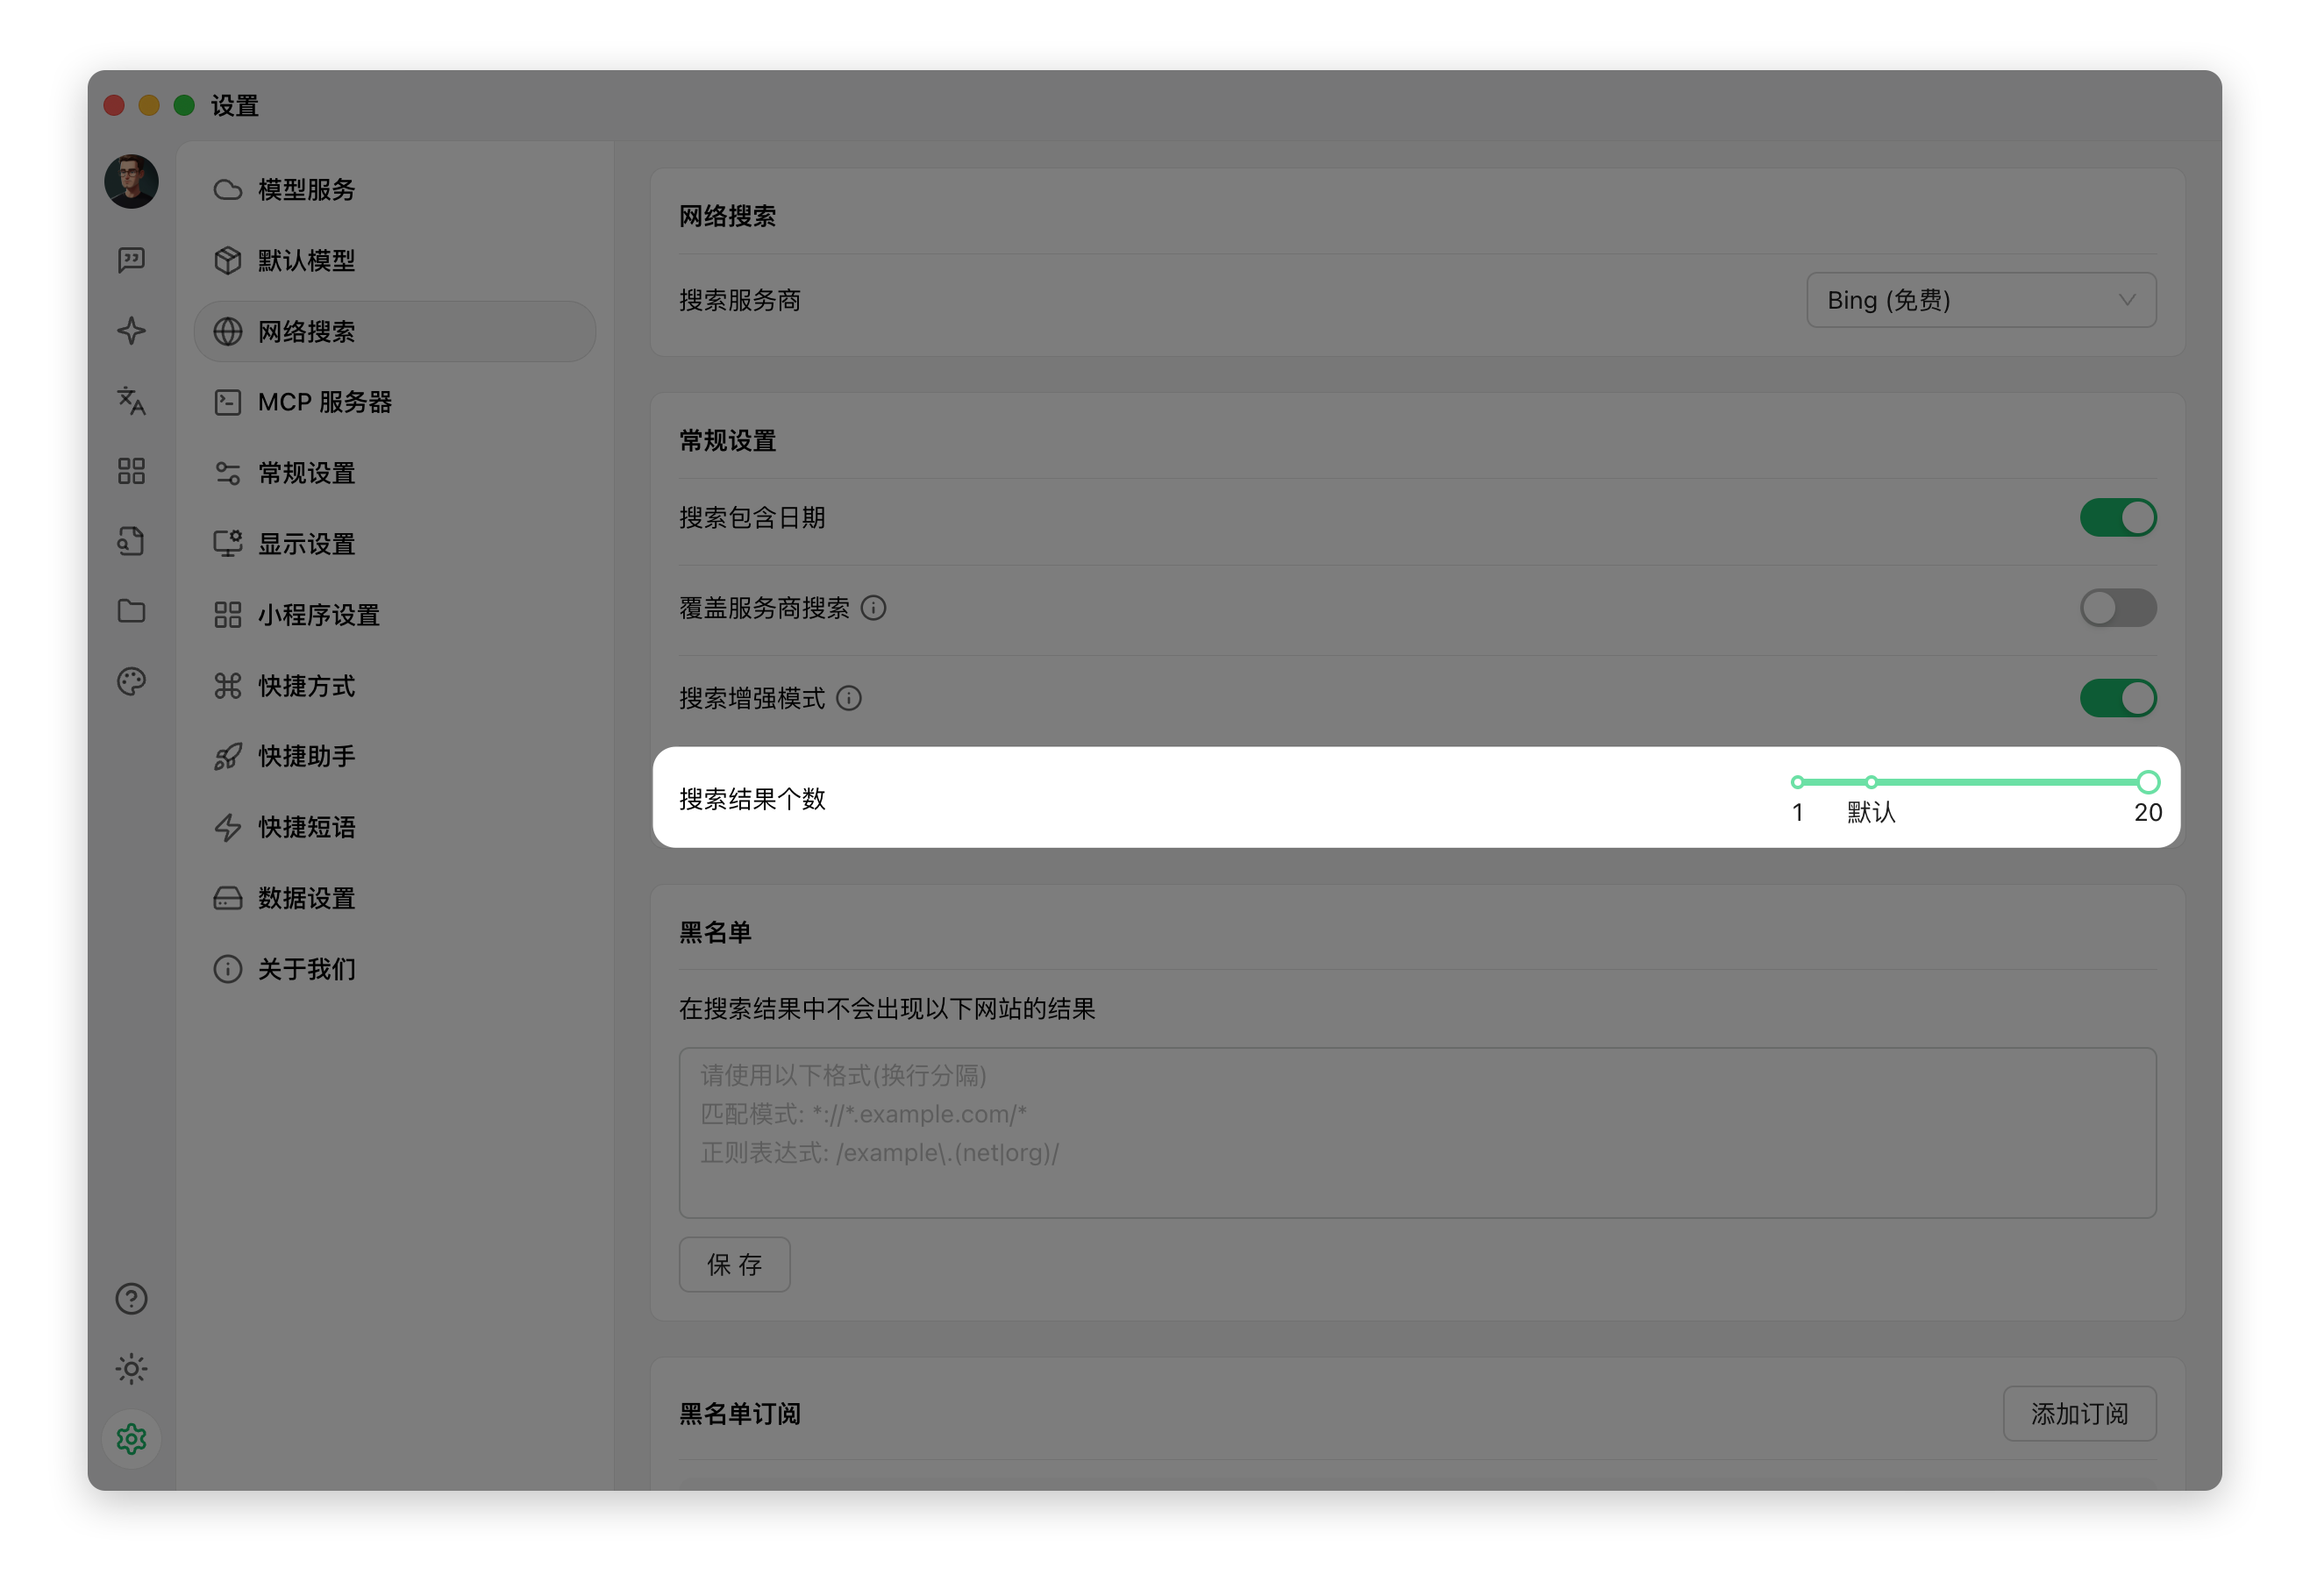 设置
模型服务
默认模型
网络搜索
MCP 服务器
常规设置
显示设置
小程序设置
快捷方式
快捷助手
快捷短语
数据设置
关于我们
网络搜索
搜索服务商
Bing (免费)
常规设置
搜索包含日期
覆盖服务商搜索
搜索增强模式
搜索结果个数
1 默认 20
黑名单
在搜索结果中不会出现以下网站的结果
请使用以下格式(换行分隔)
匹配模式: *://*.example.com/*
正则表达式: /example\.(net|org)/
保 存
黑名单订阅
添加订阅